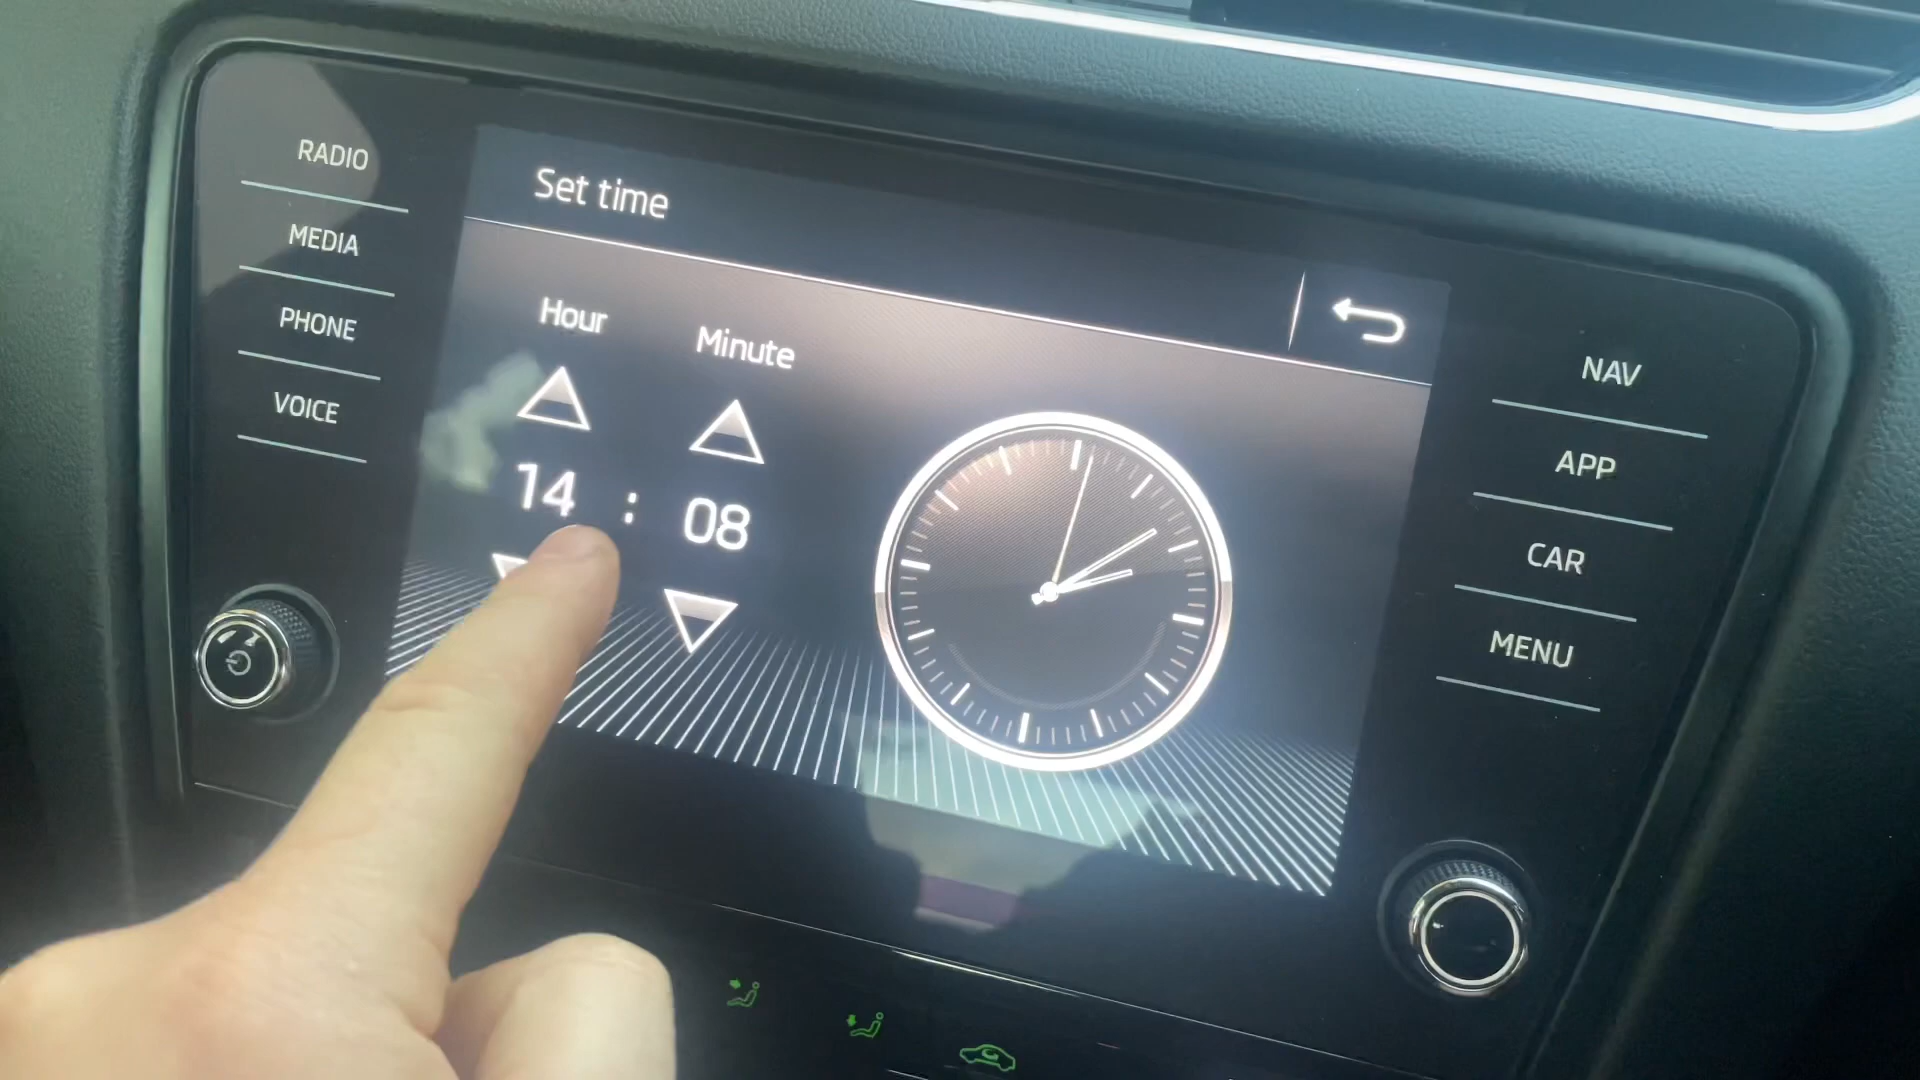 RADIO
MEDIA
PHONE
VOICE
Set time
Hour
Minute
14 : 08
NAV
APP
CAR
MENU